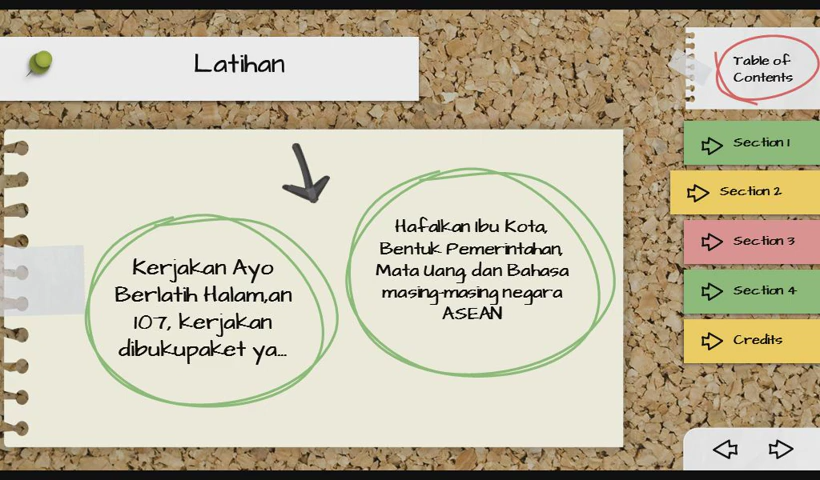 Latihan
Kerjakan Ayo
Berlatih Halam,an
107, kerjakan
dibukupaket ya...
Hafalkan Ibu Kota,
Bentuk Pemerintahan,
Mata Uang, dan Bahasa
masing-masing negara
ASEAN
Table of
Contents
Section 1
Section 2
Section 3
Section 4
Credits